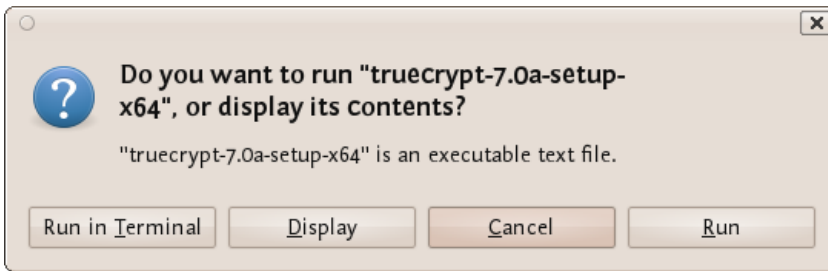 Do you want to run "truecrypt-7.0a-setup-
x64", or display its contents?
"truecrypt-7.0a-setup-x64" is an executable text file.
Run in Terminal
Display
Cancel
Run